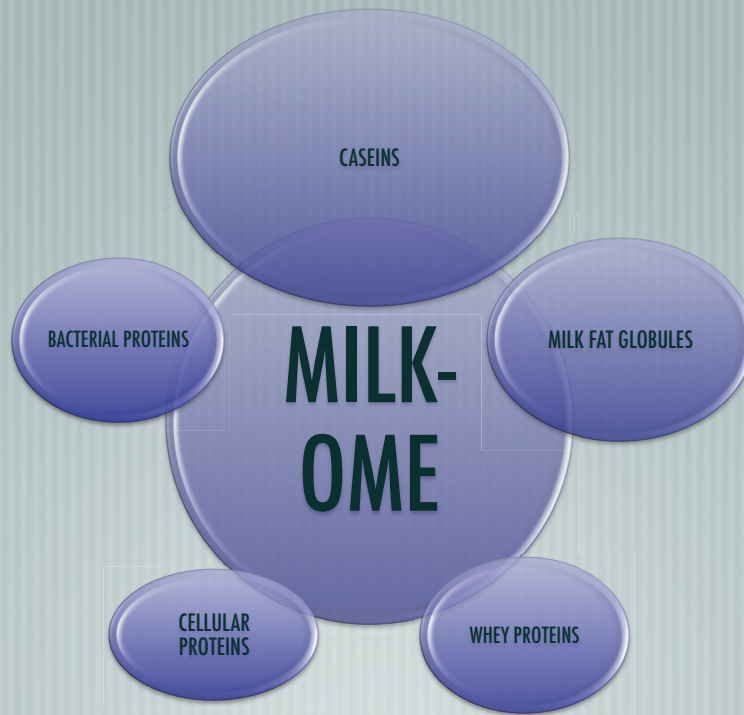 CASEINS
BACTERIAL PROTEINS
MILK FAT GLOBULES
MILK-
OME
CELLULAR
PROTEINS
WHEY PROTEINS